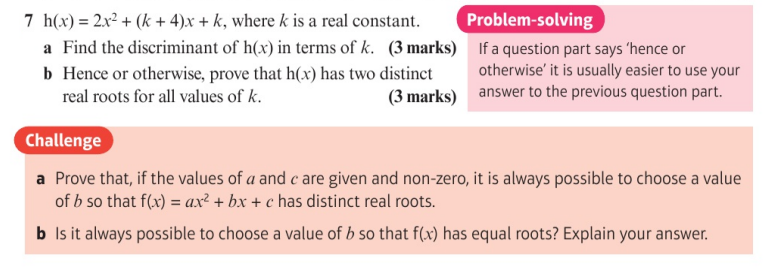 7 h(x) = 2x² + (k + 4)x + k, where k is a real constant.
a Find the discriminant of h(x) in terms of k. (3 marks)
b Hence or otherwise, prove that h(x) has two distinct
real roots for all values of k. (3 marks)
Problem-solving
If a question part says ‘hence or
otherwise’ it is usually easier to use your
answer to the previous question part.
Challenge
a Prove that, if the values of a and c are given and non-zero, it is always possible to choose a value
of b so that f(x) = ax² + bx + c has distinct real roots.
b Is it always possible to choose a value of b so that f(x) has equal roots? Explain your answer.